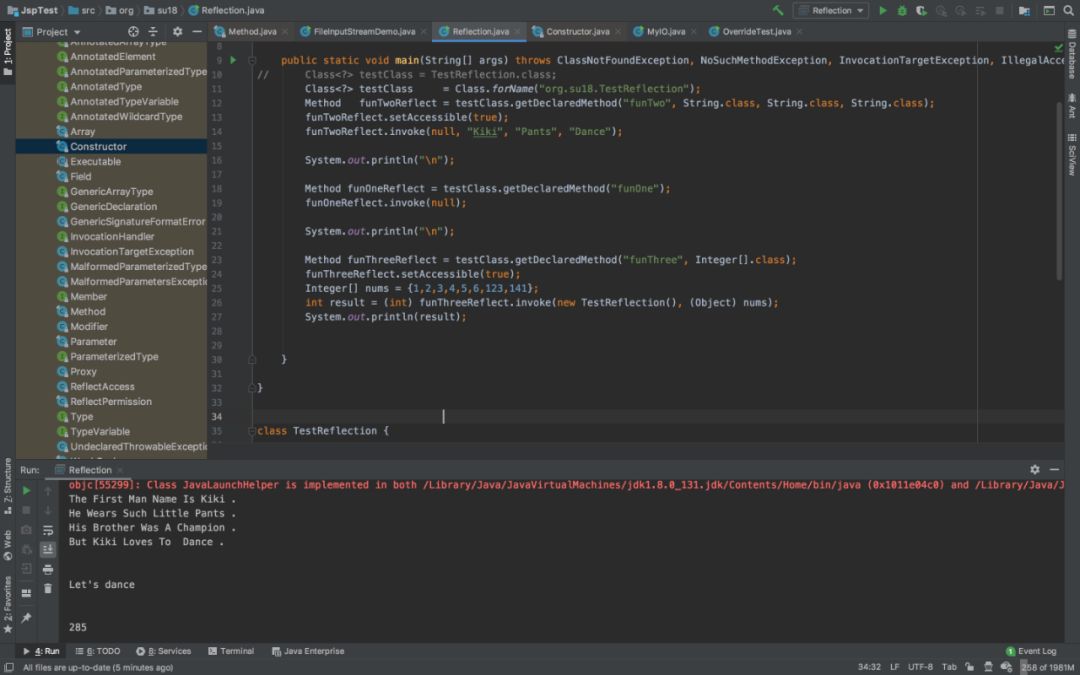 JspTest
src
org
su18
Reflection.java
Reflection
Project
Method.java
FileInputStreamDemo.java
Reflection.java
Constructor.java
MyIO.java
OverrideTest.java
1: Project
AnnotatedArrayType
AnnotatedElement
AnnotatedParameterizedType
AnnotatedType
AnnotatedTypeVariable
AnnotatedWildcardType
Array
Constructor
Executable
Field
GenericArrayType
GenericDeclaration
GenericSignatureFormatError
InvocationHandler
InvocationTargetException
MalformedParameterizedType
MalformedParametersExceptio
Member
Method
Modifier
Parameter
ParameterizedType
Proxy
ReflectAccess
ReflectPermission
Type
TypeVariable
UndeclaredThrowableExceptio
8
9 public static void main(String[] args) throws ClassNotFoundException, NoSuchMethodException, InvocationTargetException, IllegalAcce
10 // Class<?> testClass = TestReflection.class;
11 Class<?> testClass = Class.forName("org.su18.TestReflection");
12 Method funTwoReflect = testClass.getDeclaredMethod("funTwo", String.class, String.class, String.class);
13 funTwoReflect.setAccessible(true);
14 funTwoReflect.invoke(null, "Kiki", "Pants", "Dance");
15
16 System.out.println("\n");
17
18 Method funOneReflect = testClass.getDeclaredMethod("funOne");
19 funOneReflect.invoke(null);
20
21 System.out.println("\n");
22
23 Method funThreeReflect = testClass.getDeclaredMethod("funThree", Integer[].class);
24 funThreeReflect.setAccessible(true);
25 Integer[] nums = {1,2,3,4,5,6,123,141};
26 int result = (int) funThreeReflect.invoke(new TestReflection(), (Object) nums);
27 System.out.println(result);
28
29
30 }
31
32 }
33
34
35 class TestReflection {
Database
Ant
SciView
Run: Reflection
objc[55299]: Class JavaLaunchHelper is implemented in both /Library/Java/JavaVirtualMachines/jdk1.8.0_131.jdk/Contents/Home/bin/java (0x1011e04c0) and /Library/Java/J
The First Man Name Is Kiki .
He Wears Such Little Pants .
His Brother Was A Champion .
But Kiki Loves To  Dance .
Let's dance
285
7: Structure
Web
2: Favorites
4: Run
6: TODO
8: Services
Terminal
Java Enterprise
1 Event Log
All files are up-to-date (5 minutes ago)
34:32 LF UTF-8 Tab 258 of 1981M